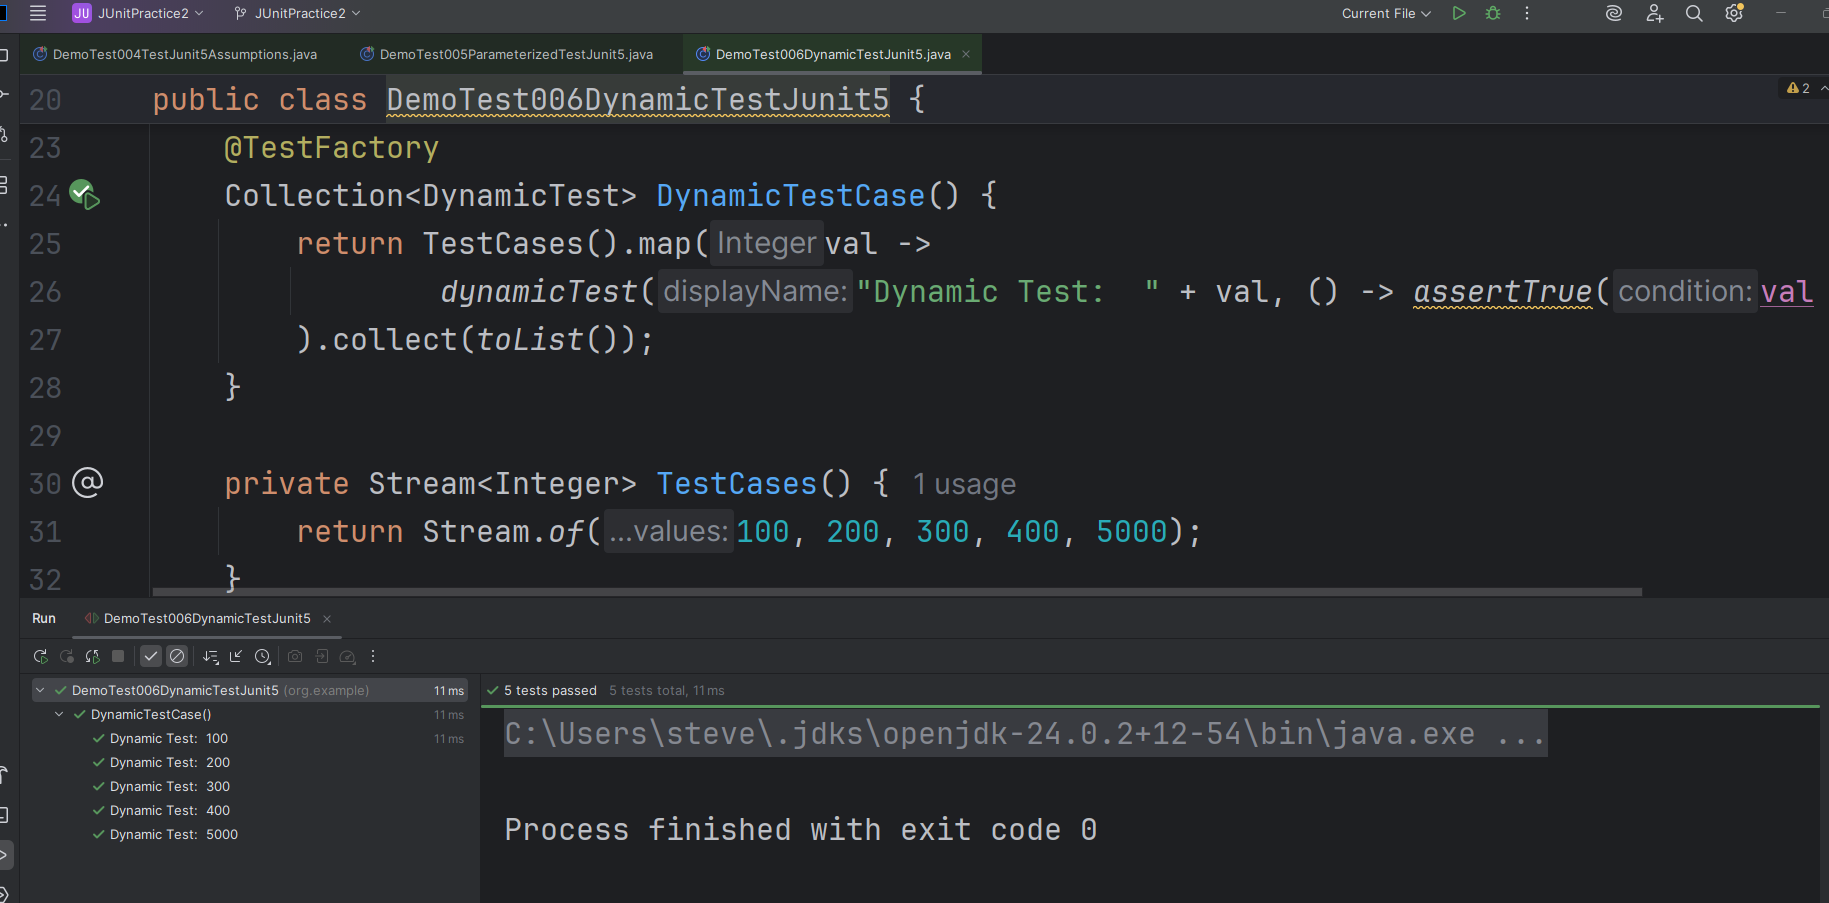 JU JUnitPractice2 JUnitPractice2 Current File
DemoTest004TestJunit5Assumptions.java DemoTest005ParameterizedTestJunit5.java DemoTest006DynamicTestJunit5.java
20 public class DemoTest006DynamicTestJunit5 { 2
23 @TestFactory
24 Collection<DynamicTest> DynamicTestCase() {
25 return TestCases().map( Integer val ->
26 dynamicTest( displayName: "Dynamic Test:  " + val, () -> assertTrue( condition: val
27 ).collect(toList());
28 }
29
30 @ private Stream<Integer> TestCases() { 1 usage
31 return Stream.of( ...values: 100, 200, 300, 400, 5000);
32 }
Run DemoTest006DynamicTestJunit5
DemoTest006DynamicTestJunit5 (org.example) 11 ms
5 tests passed 5 tests total, 11 ms
DynamicTestCase() 11 ms
Dynamic Test: 100 11 ms
Dynamic Test: 200
Dynamic Test: 300
Dynamic Test: 400
Dynamic Test: 5000
C:\Users\steve\.jdks\openjdk-24.0.2+12-54\bin\java.exe ...
Process finished with exit code 0